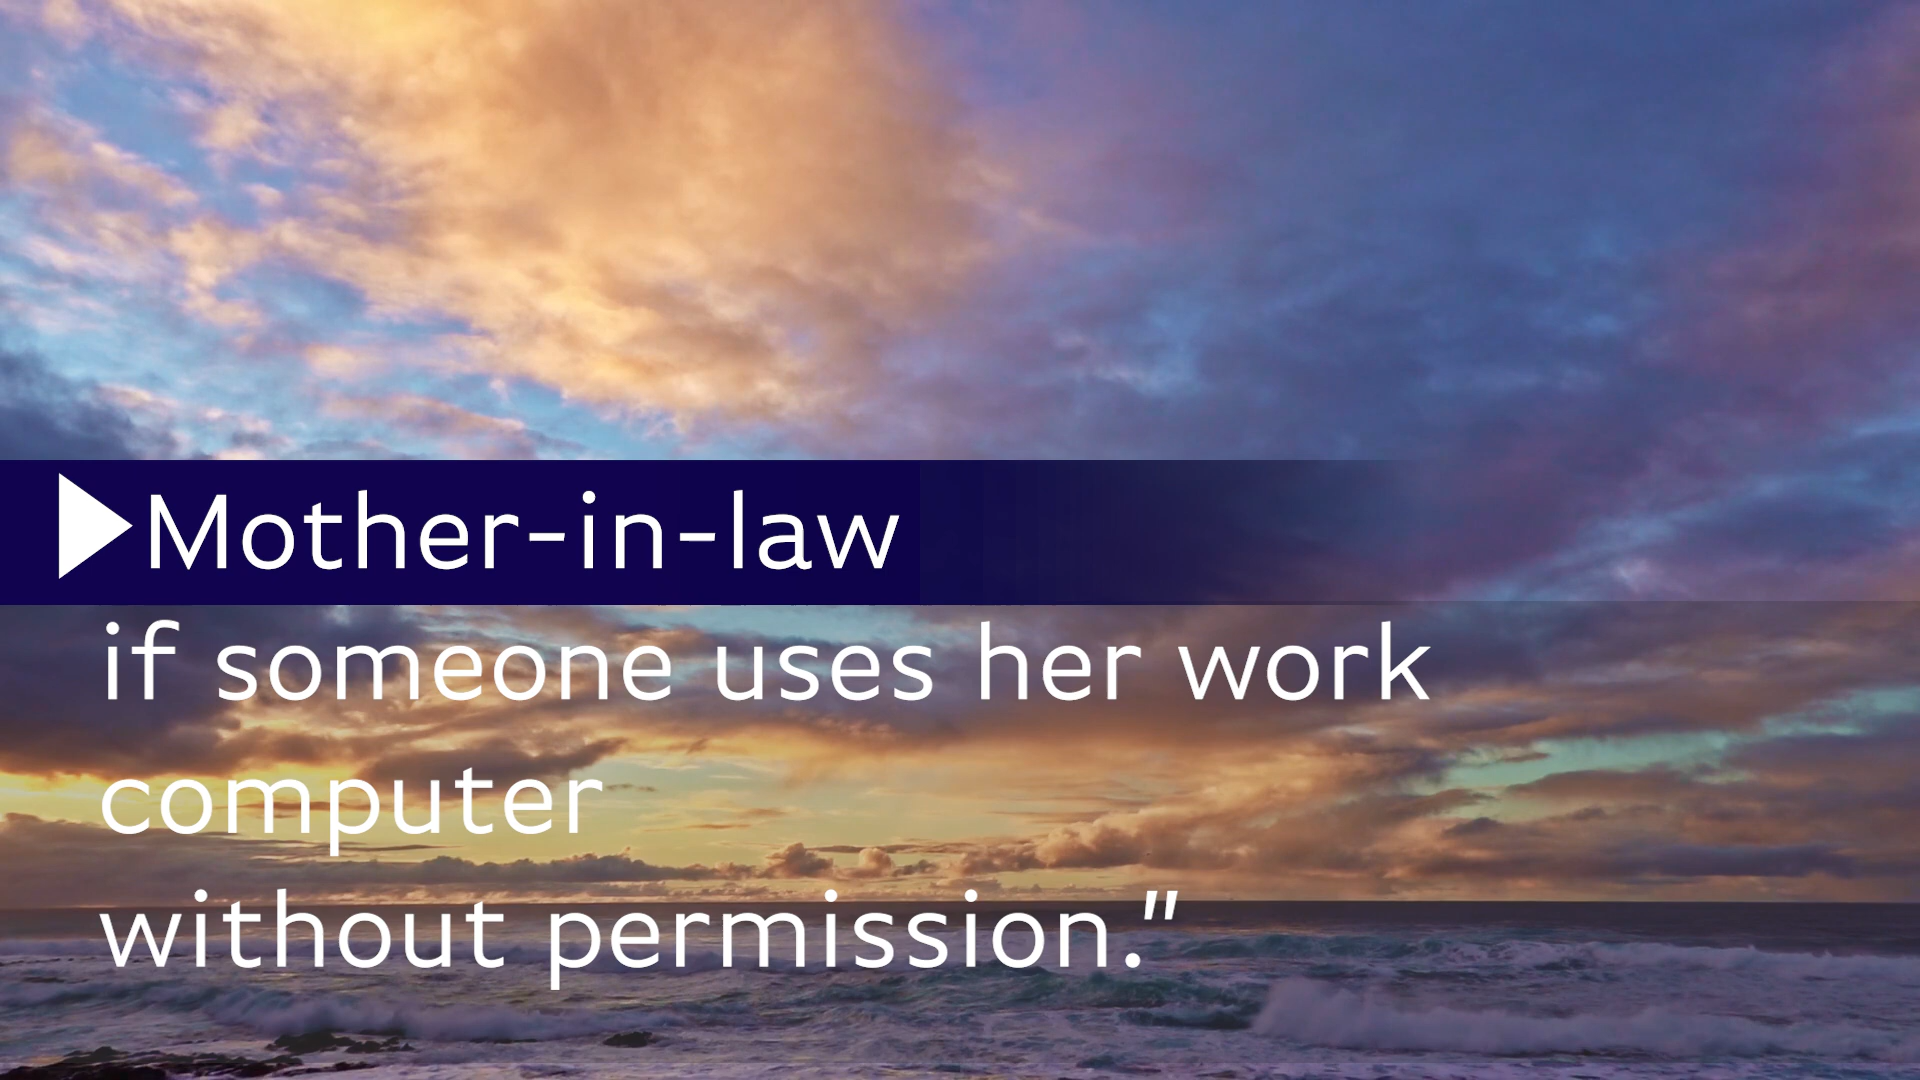 Mother-in-law
if someone uses her work
computer
without permission."